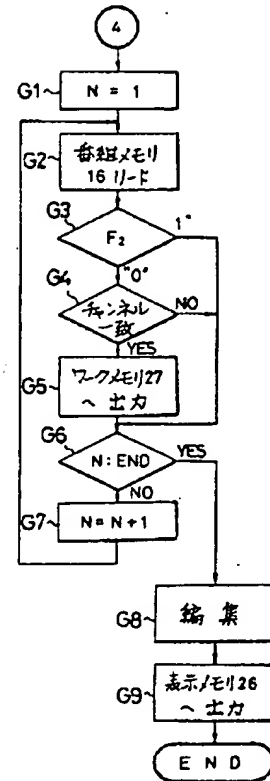 4
G1
N = 1
G2
番組メモリ
16 リード
G3
F2
1"
"0"
G4
チャンネル
一致
NO
YES
G5
ワークメモリ27
へ出力
G6
N:END
YES
NO
G7
N=N+1
G8
編集
G9
表示メモリ26
へ出力
END